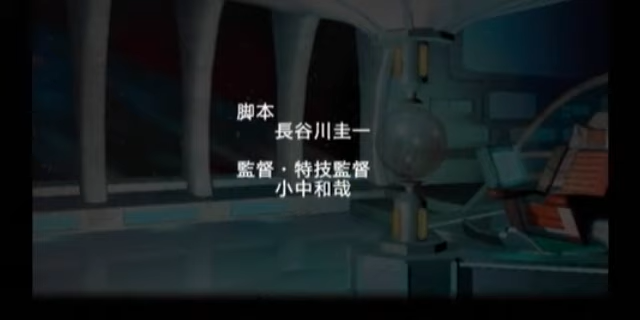 脚本
長谷川圭一
監督・特技監督
小中和哉